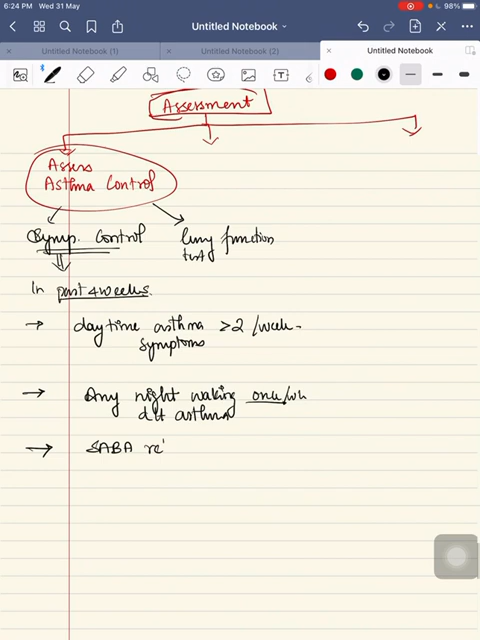 6:24 PM Wed 31 May
98%
Untitled Notebook
Untitled Notebook (1)
Untitled Notebook (2)
Untitled Notebook
Assessment
Assess
Asthma Control
Symp. Control
lung function
test
In past 4 weeks.
→ daytime asthma >2 /week-
symptoms
→ Any night waking once/wk
d/t asthma
→ SABA re